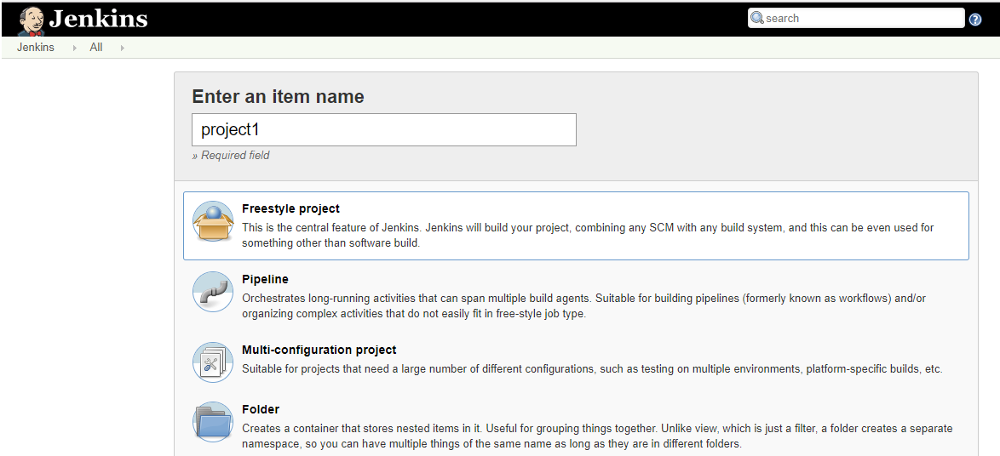 Jenkins
search
Jenkins
All
Enter an item name
project1
» Required field
Freestyle project
This is the central feature of Jenkins. Jenkins will build your project, combining any SCM with any build system, and this can be even used for
something other than software build.
Pipeline
Orchestrates long-running activities that can span multiple build agents. Suitable for building pipelines (formerly known as workflows) and/or
organizing complex activities that do not easily fit in free-style job type.
Multi-configuration project
Suitable for projects that need a large number of different configurations, such as testing on multiple environments, platform-specific builds, etc.
Folder
Creates a container that stores nested items in it. Useful for grouping things together. Unlike view, which is just a filter, a folder creates a separate
namespace, so you can have multiple things of the same name as long as they are in different folders.